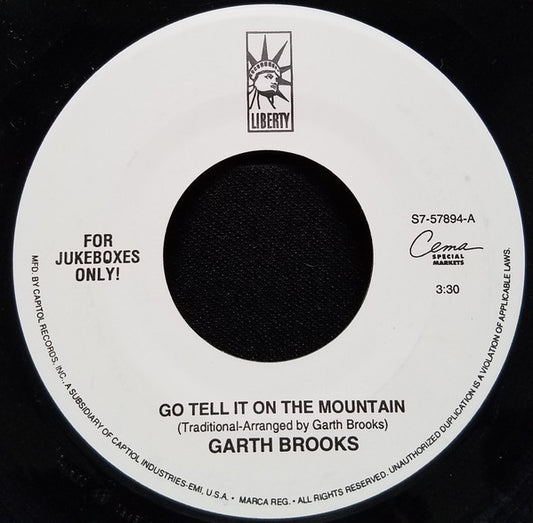 LIBERTY
FOR
JUKEBOXES
ONLY!
S7-57894-A
Cema
SPECIAL
MARKETS
3:30
GO TELL IT ON THE MOUNTAIN
(Traditional-Arranged by Garth Brooks)
GARTH BROOKS
MFD. BY CAPITOL RECORDS, INC., A SUBSIDIARY OF CAPITOL INDUSTRIES-EMI, U.S.A. • MARCA REG. • ALL RIGHTS RESERVED. UNAUTHORIZED DUPLICATION IS A VIOLATION OF APPLICABLE LAWS.